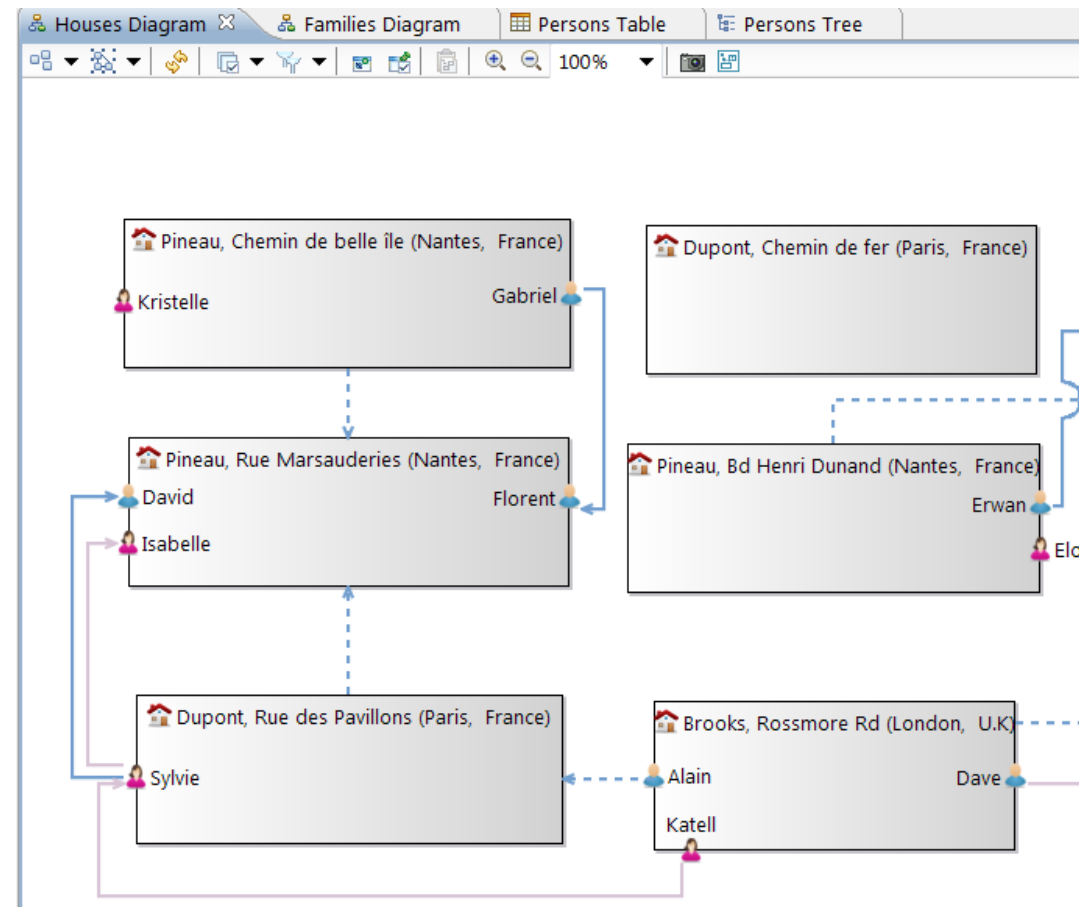 Houses Diagram
Families Diagram
Persons Table
Persons Tree
100%
Pineau, Chemin de belle île (Nantes, France)
Kristelle
Gabriel
Dupont, Chemin de fer (Paris, France)
Pineau, Rue Marsauderies (Nantes, France)
David
Florent
Isabelle
Pineau, Bd Henri Dunand (Nantes, France)
Erwan
Dupont, Rue des Pavillons (Paris, France)
Sylvie
Brooks, Rossmore Rd (London, U.K)
Alain
Dave
Katell